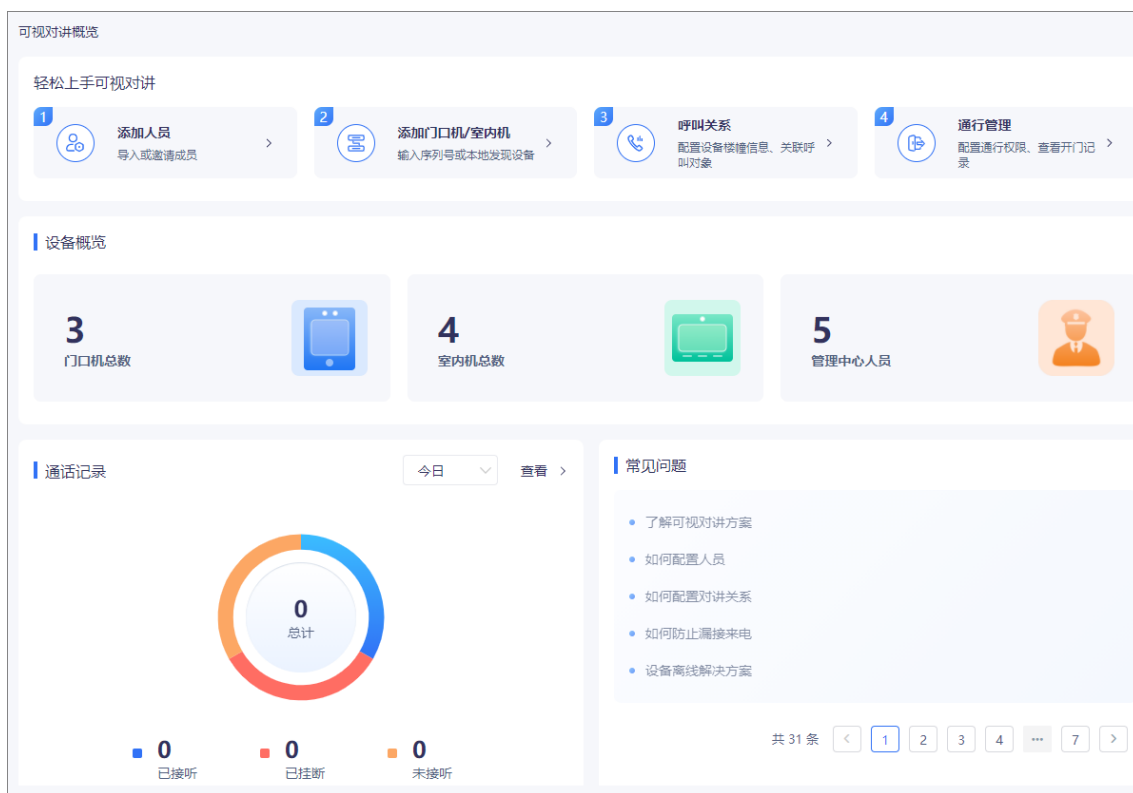 可视对讲概览
轻松上手可视对讲
1
添加人员
导入或邀请成员
2
添加门口机/室内机
输入序列号或本地发现设备
3
呼叫关系
配置设备楼幢信息、关联呼
叫对象
4
通行管理
配置通行权限、查看开门记
录
设备概览
3
门口机总数
4
室内机总数
5
管理中心人员
通话记录
今日
查看
0
总计
0
已接听
0
已挂断
0
未接听
常见问题
了解可视对讲方案
如何配置人员
如何配置对讲关系
如何防止漏接来电
设备离线解决方案
共 31 条 < 1 2 3 4 ••• 7 >